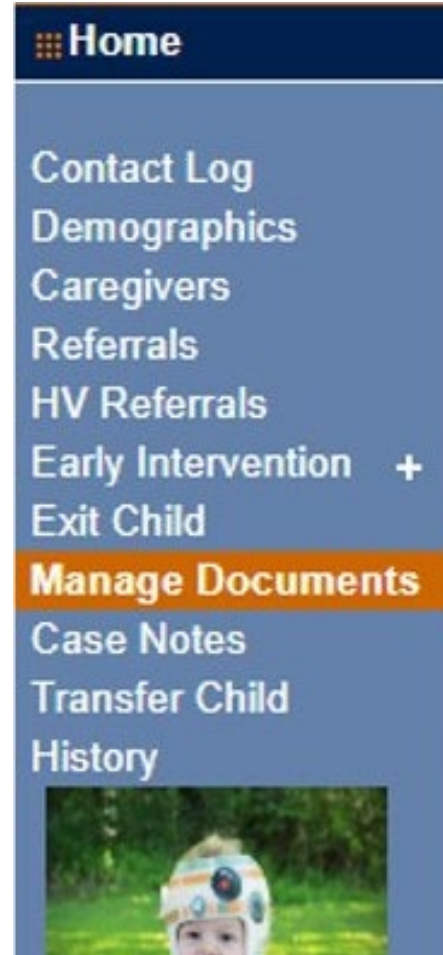 Home
Contact Log
Demographics
Caregivers
Referrals
HV Referrals
Early Intervention +
Exit Child
Manage Documents
Case Notes
Transfer Child
History